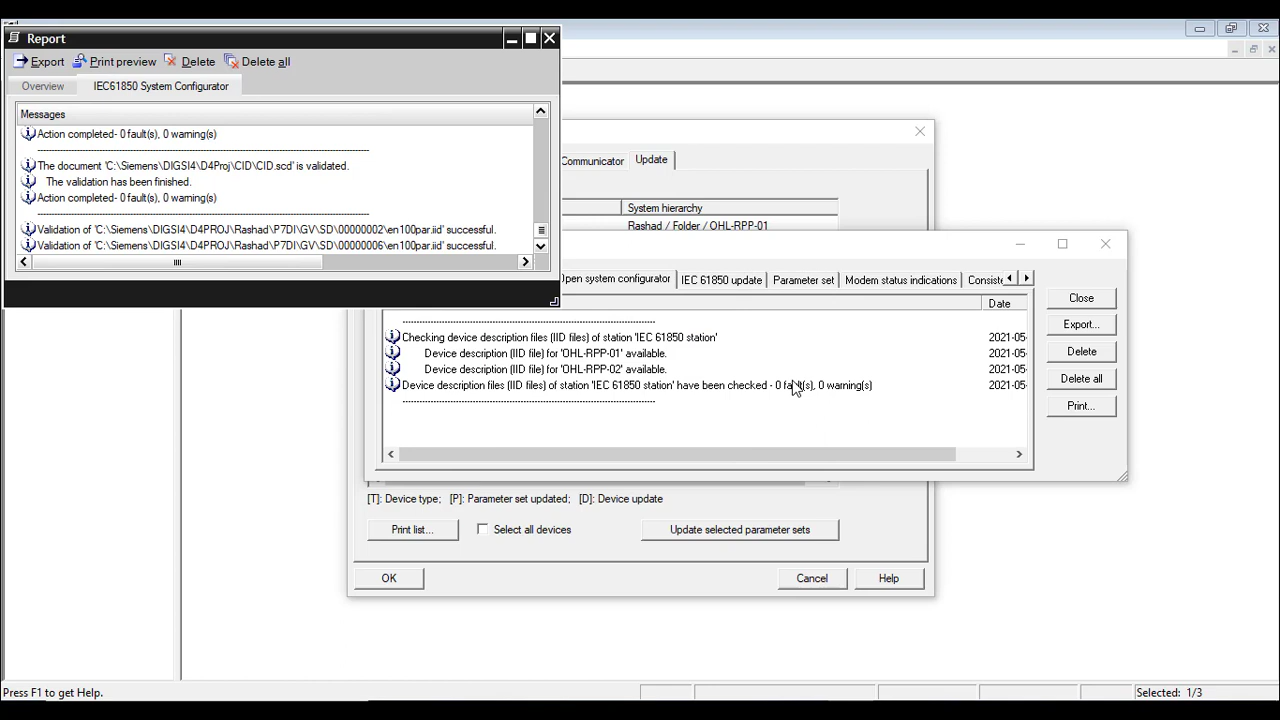 Report
Export Print preview Delete Delete all
Overview IEC61850 System Configurator
Messages
Action completed- 0 fault(s), 0 warning(s)
The document 'C:\Siemens\DIGSI4\D4Proj\CID\CID.scd' is validated.
The validation has been finished.
Action completed- 0 fault(s), 0 warning(s)
Validation of 'C:\Siemens\DIGSI4\D4PROJ\Rashad\P7DI\GV\SD\00000002\en100par.iid' successful.
Validation of 'C:\Siemens\DIGSI4\D4PROJ\Rashad\P7DI\GV\SD\00000006\en100par.iid' successful.
Communicator Update
System hierarchy
Rashad / Folder / OHL-RPP-01
Open system configurator IEC 61850 update Parameter set Modem status indications Consiste
Date
Checking device description files (IID files) of station 'IEC 61850 station' 2021-05-
Device description (IID file) for 'OHL-RPP-01' available.
Device description (IID file) for 'OHL-RPP-02' available.
Device description files (IID files) of station 'IEC 61850 station' have been checked - 0 fault(s), 0 warning(s) 2021-05-
Close
Export...
Delete
Delete all
Print...
[T]: Device type; [P]: Parameter set updated; [D]: Device update
Print list... Select all devices Update selected parameter sets
OK Cancel Help
Press F1 to get Help. Selected: 1/3